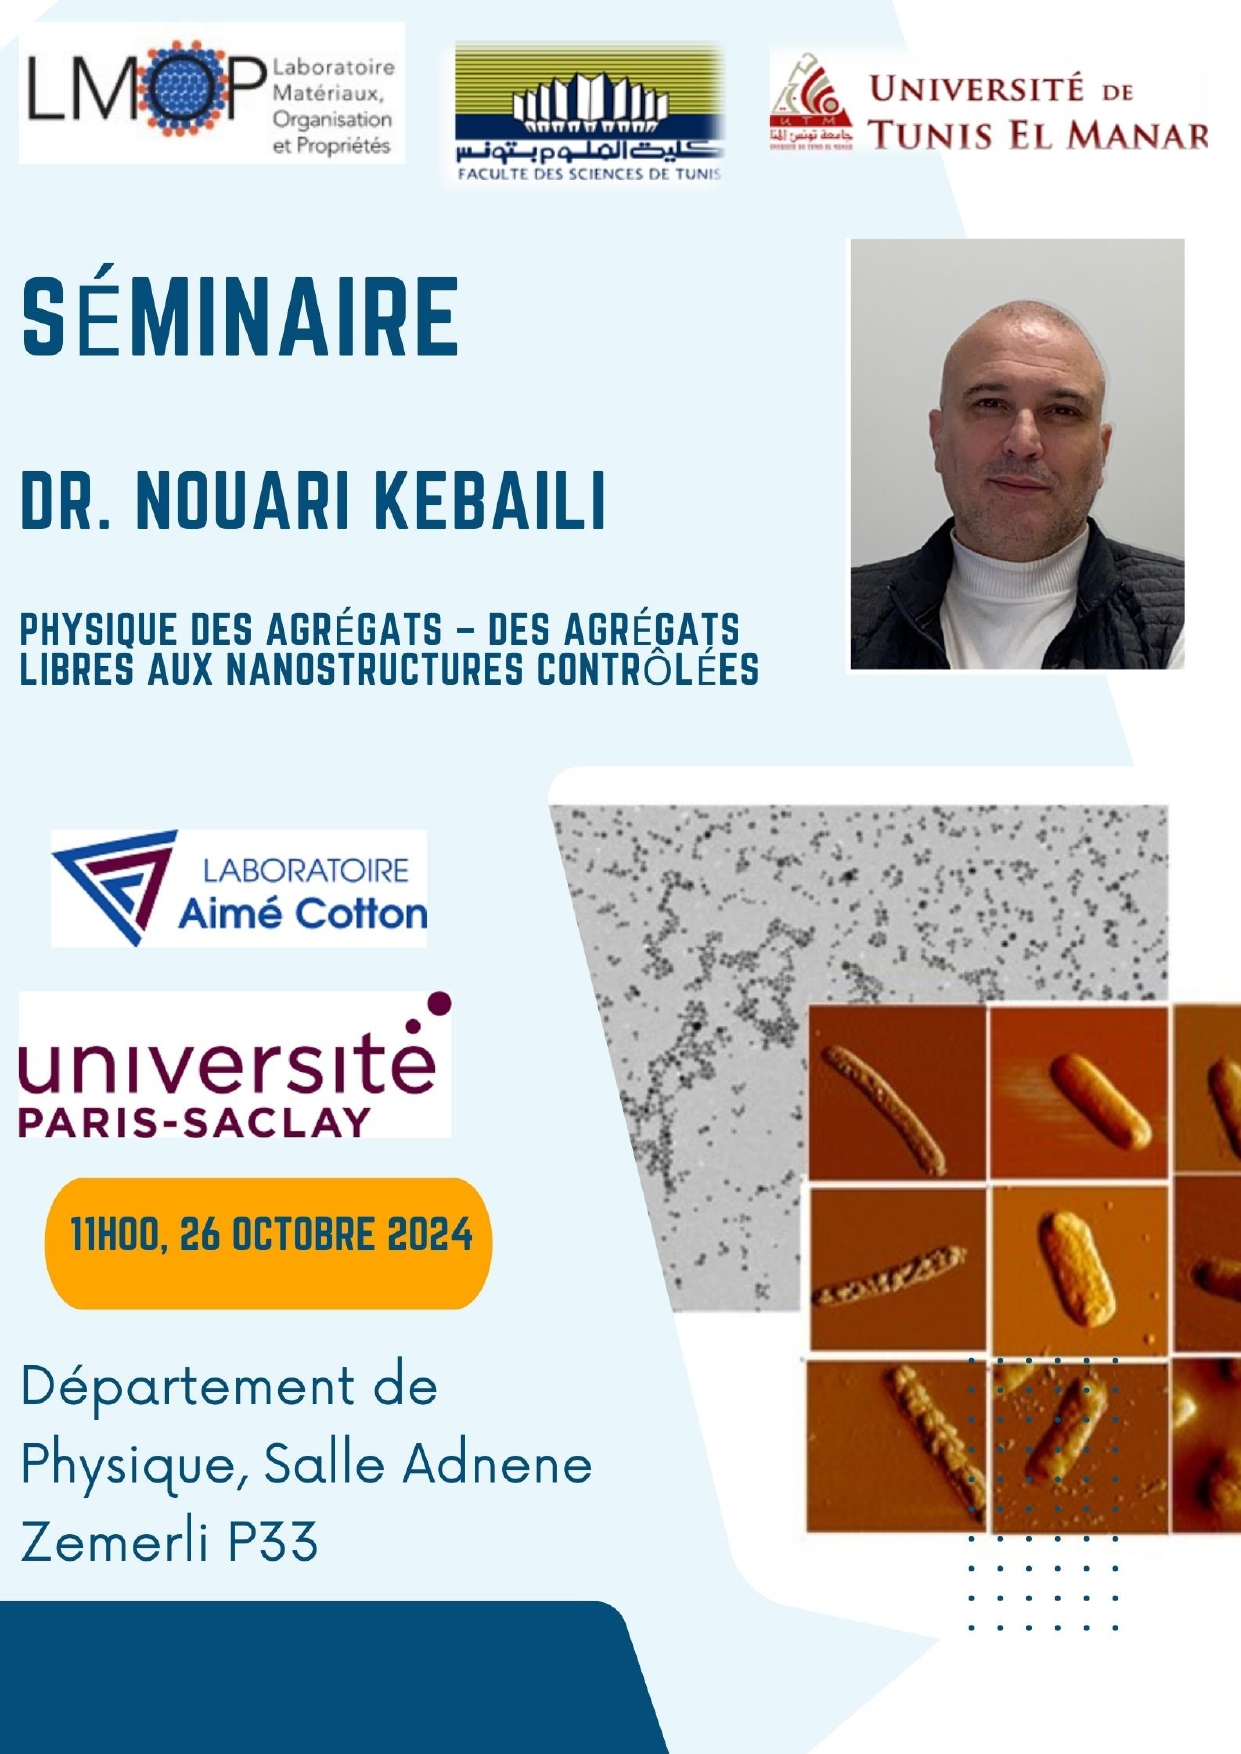 LMOP
Laboratoire
Matériaux,
Organisation
et Propriétés
كلية العلوم بتونس
FACULTE DES SCIENCES DE TUNIS
UTM
UNIVERSITÉ DE
TUNIS EL MANAR
SÉMINAIRE
DR. NOUARI KEBAILI
PHYSIQUE DES AGRÉGATS – DES AGRÉGATS
LIBRES AUX NANOSTRUCTURES CONTRÔLÉES
LABORATOIRE
Aimé Cotton
université
PARIS-SACLAY
11H00, 26 OCTOBRE 2024
Département de
Physique, Salle Adnene
Zemerli P33